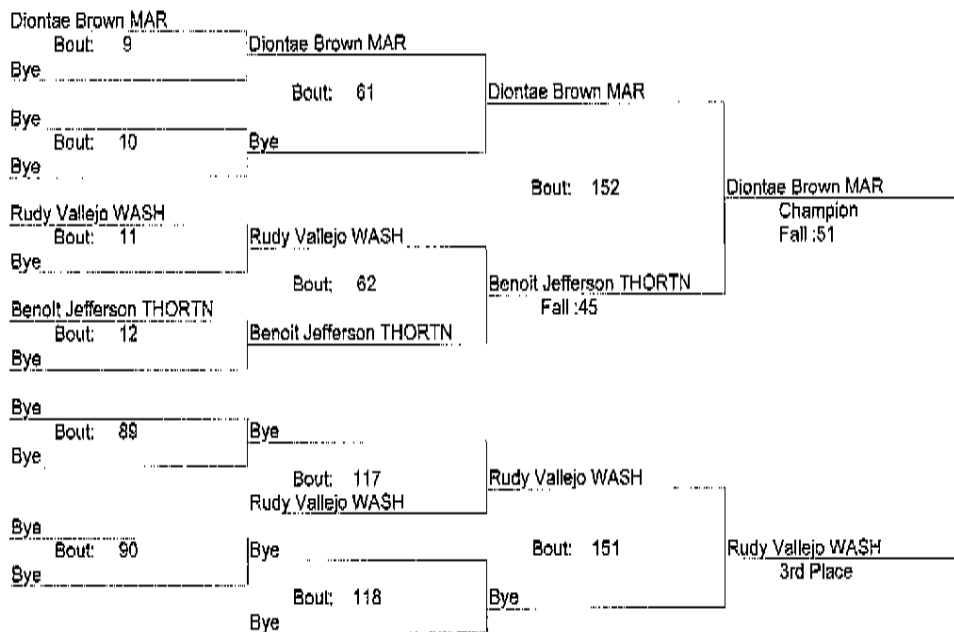 Diontae Brown MAR
Bout: 9
Diontae Brown MAR
Bye
Bout: 61
Diontae Brown MAR
Bye
Bout: 10
Bye
Bye
Bout: 152
Diontae Brown MAR
Champion
Fall :51
Rudy Vallejo WASH
Bout: 11
Rudy Vallejo WASH
Bye
Bout: 62
Benoit Jefferson THORTN
Fall :45
Benoit Jefferson THORTN
Bout: 12
Benoit Jefferson THORTN
Bye
Bye
Bout: 89
Bye
Bye
Bout: 117
Rudy Vallejo WASH
Rudy Vallejo WASH
Bye
Bout: 90
Bye
Bout: 151
Rudy Vallejo WASH
3rd Place
Bye
Bout: 118
Bye
Bye